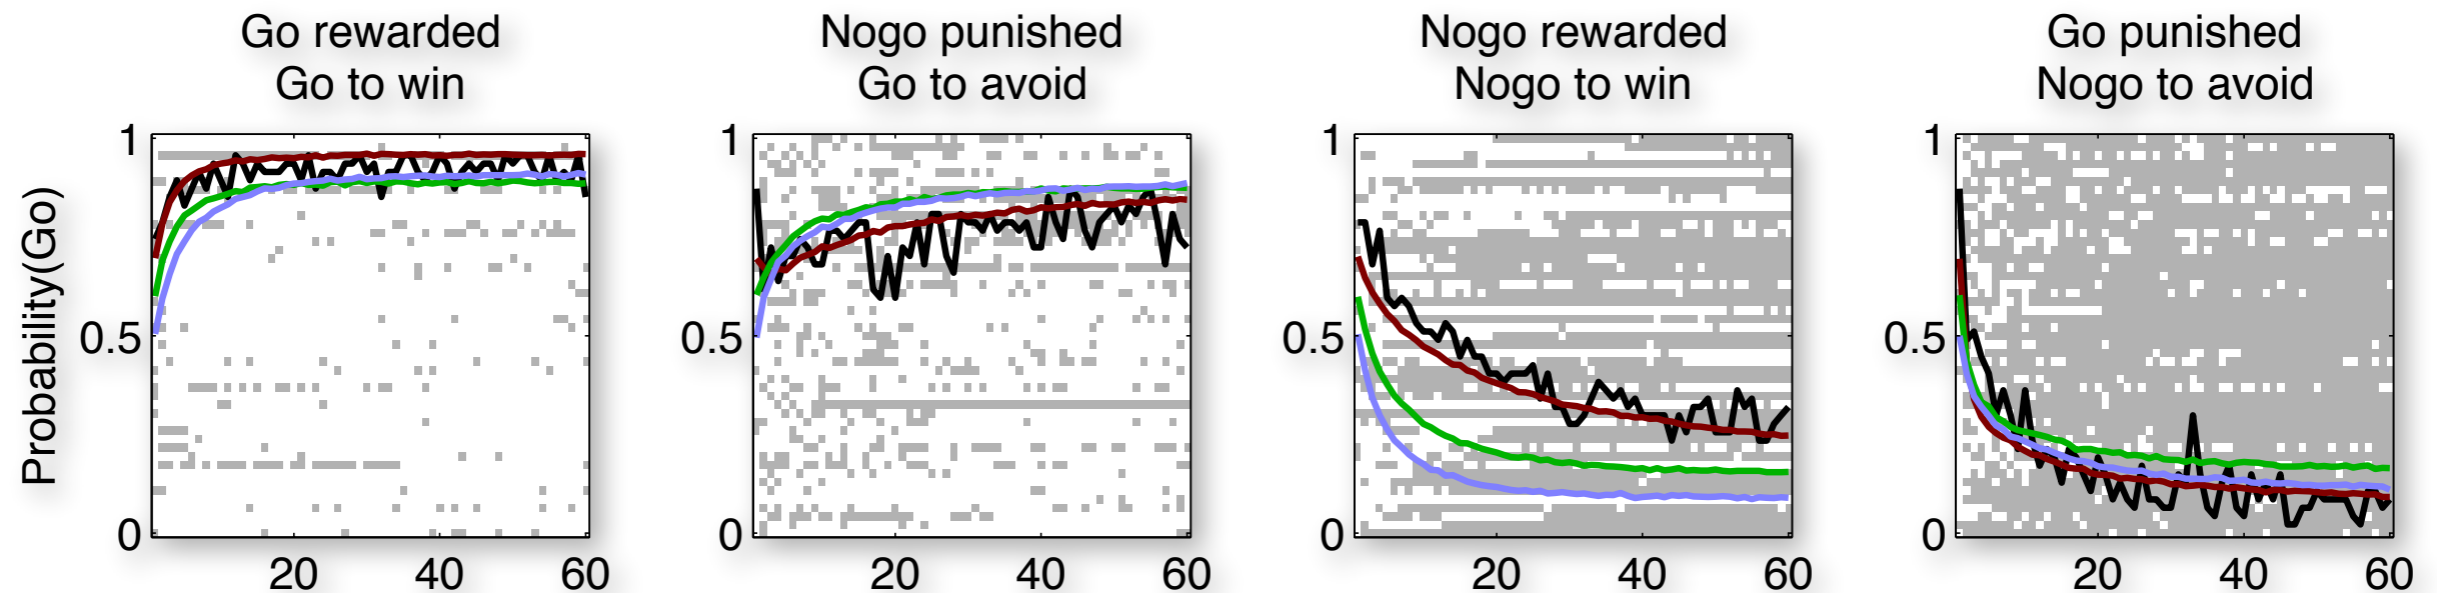 Go rewarded
Go to win
Nogo punished
Go to avoid
Nogo rewarded
Nogo to win
Go punished
Nogo to avoid
Probability(Go)
1
0.5
0
20 40 60
1
0.5
0
20 40 60
1
0.5
0
20 40 60
1
0.5
0
20 40 60